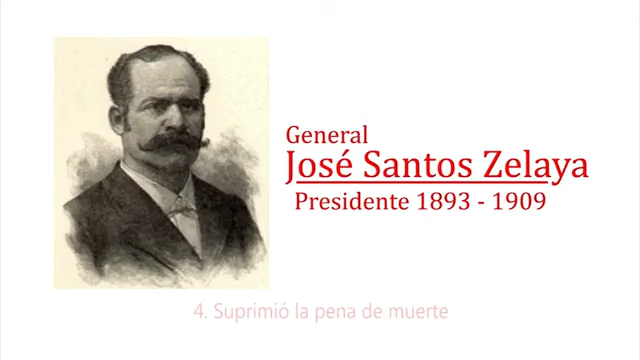 General
José Santos Zelaya
Presidente 1893 - 1909
4. Suprimió la pena de muerte